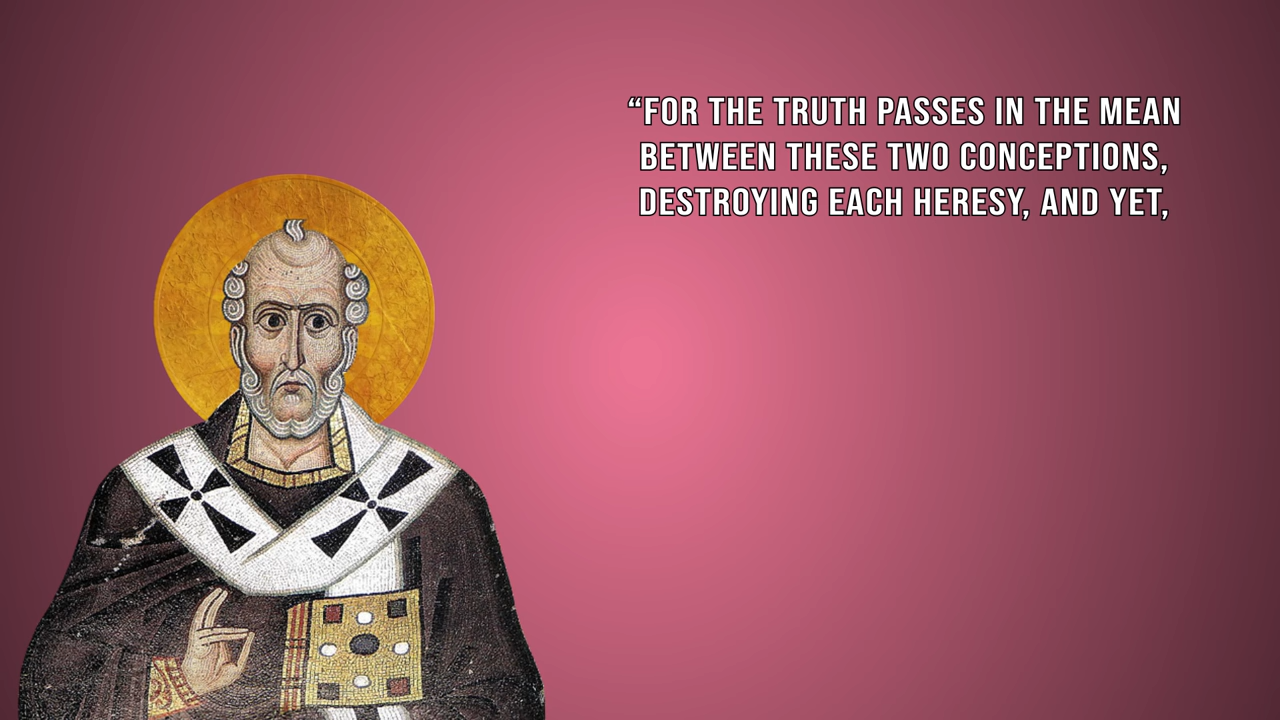 “FOR THE TRUTH PASSES IN THE MEAN
BETWEEN THESE TWO CONCEPTIONS,
DESTROYING EACH HERESY, AND YET,